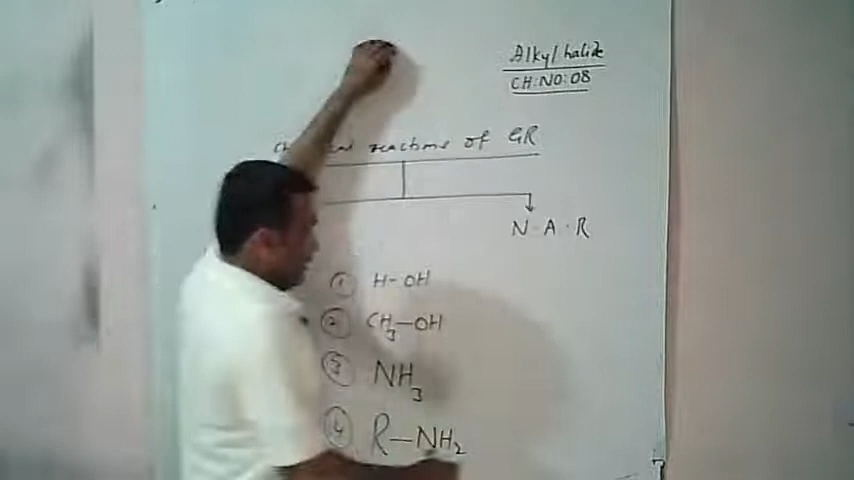 Alkyl halide
CH:NO:08
reactions of GR
N.A.R
① H-OH
② CH3-OH
③ NH3
④ R-NH2